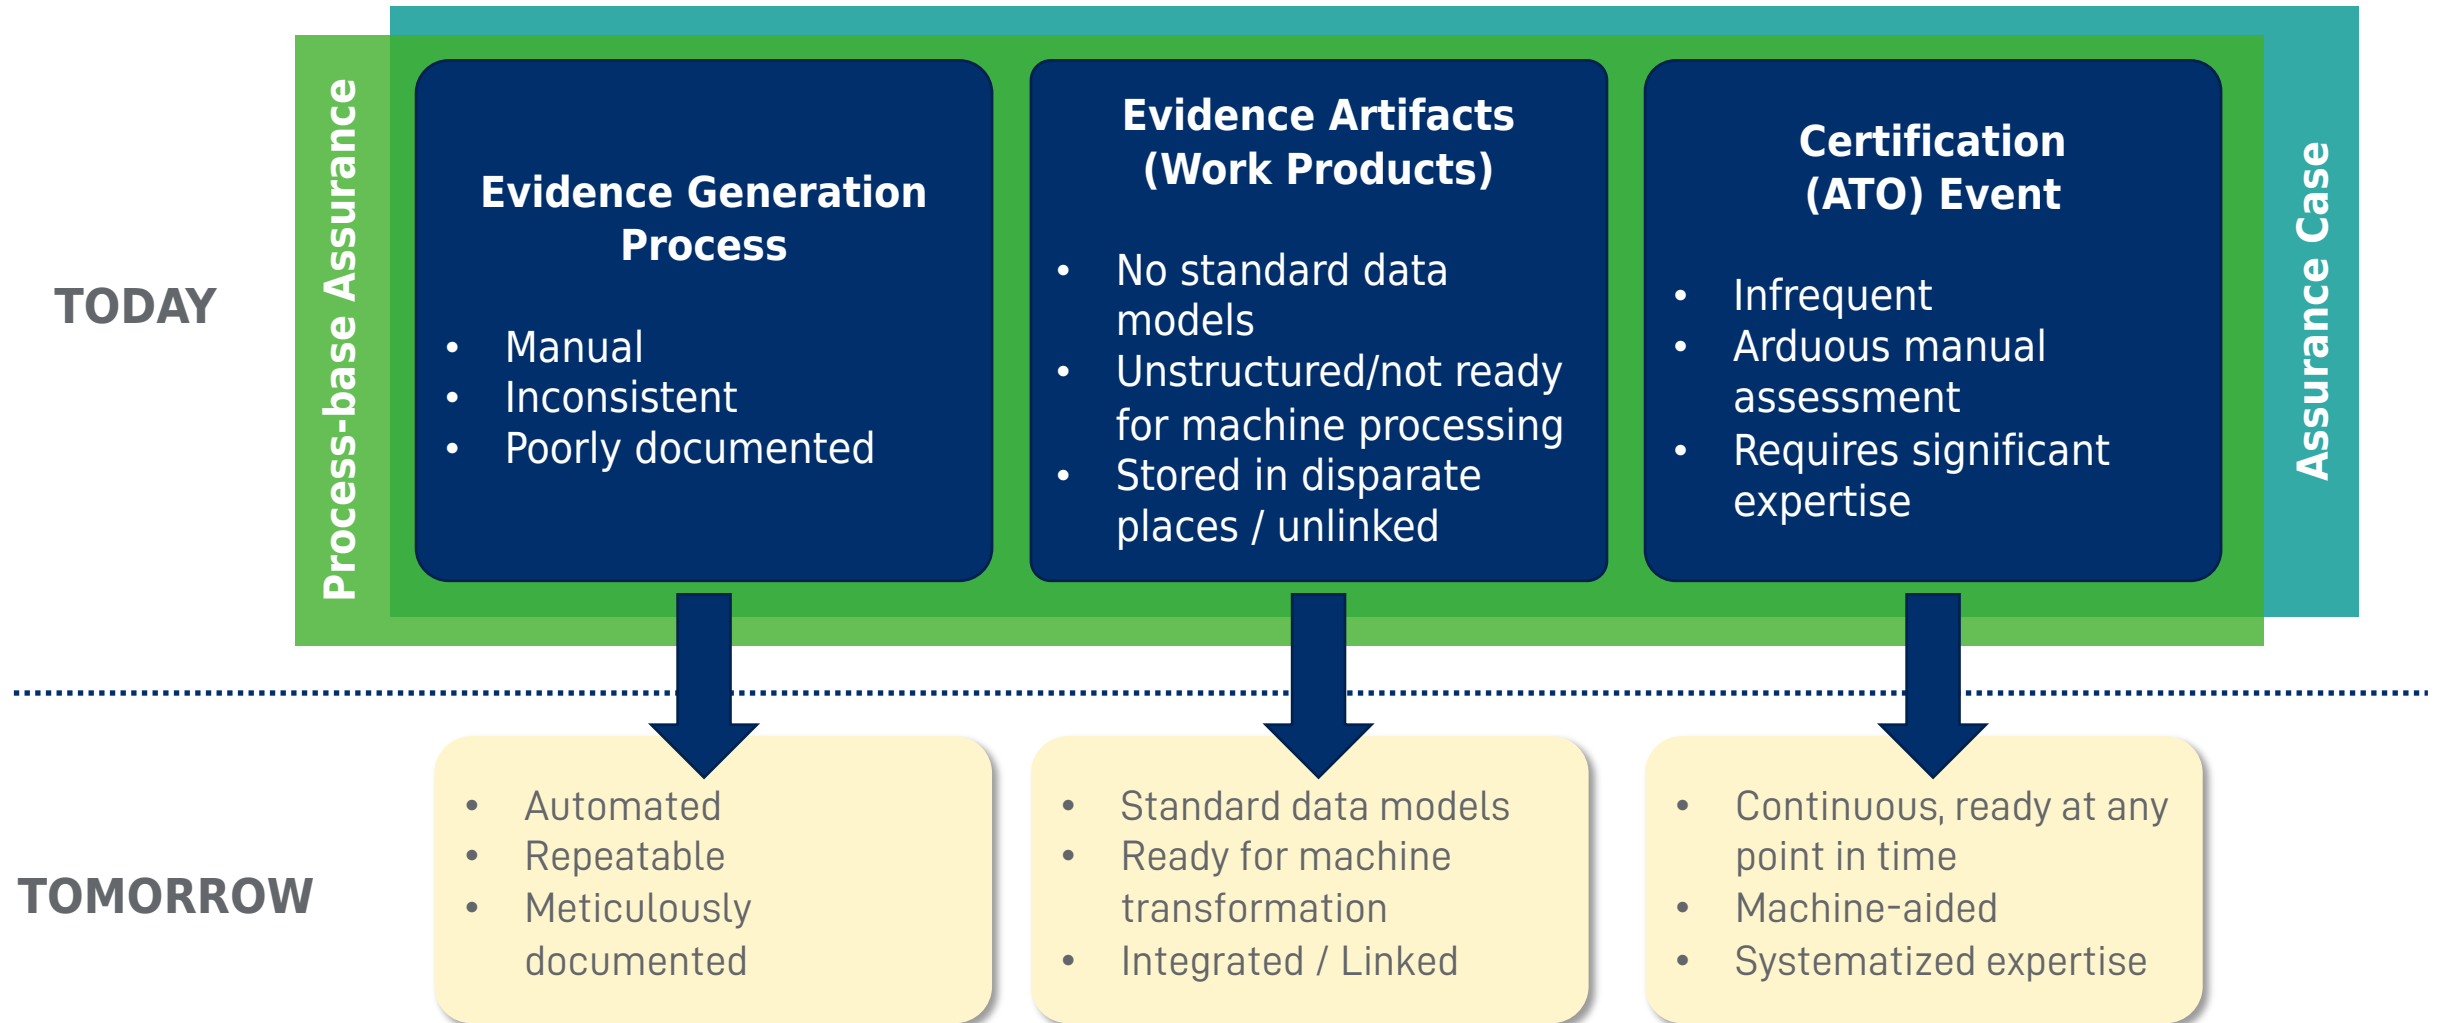 TODAY
Process-base Assurance
Evidence Generation
Process
• Manual
• Inconsistent
• Poorly documented
Evidence Artifacts
(Work Products)
• No standard data
models
• Unstructured/not ready
for machine processing
• Stored in disparate
places / unlinked
Certification
(ATO) Event
• Infrequent
• Arduous manual
assessment
• Requires significant
expertise
Assurance Case
TOMORROW
• Automated
• Repeatable
• Meticulously
documented
• Standard data models
• Ready for machine
transformation
• Integrated / Linked
• Continuous, ready at any
point in time
• Machine-aided
• Systematized expertise